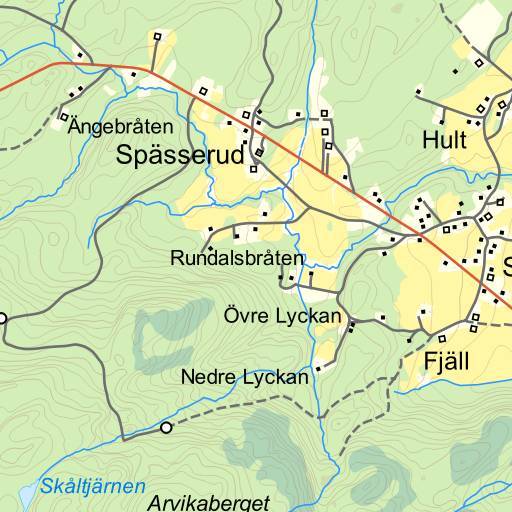 Ängebråten
Hult
Spässerud
Rundalsbråten
S
Övre Lyckan
Fjäll
Nedre Lyckan
Skåltjärnen
Arvikaberget